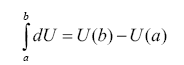 ∫_a^b dU = U(b) − U(a)